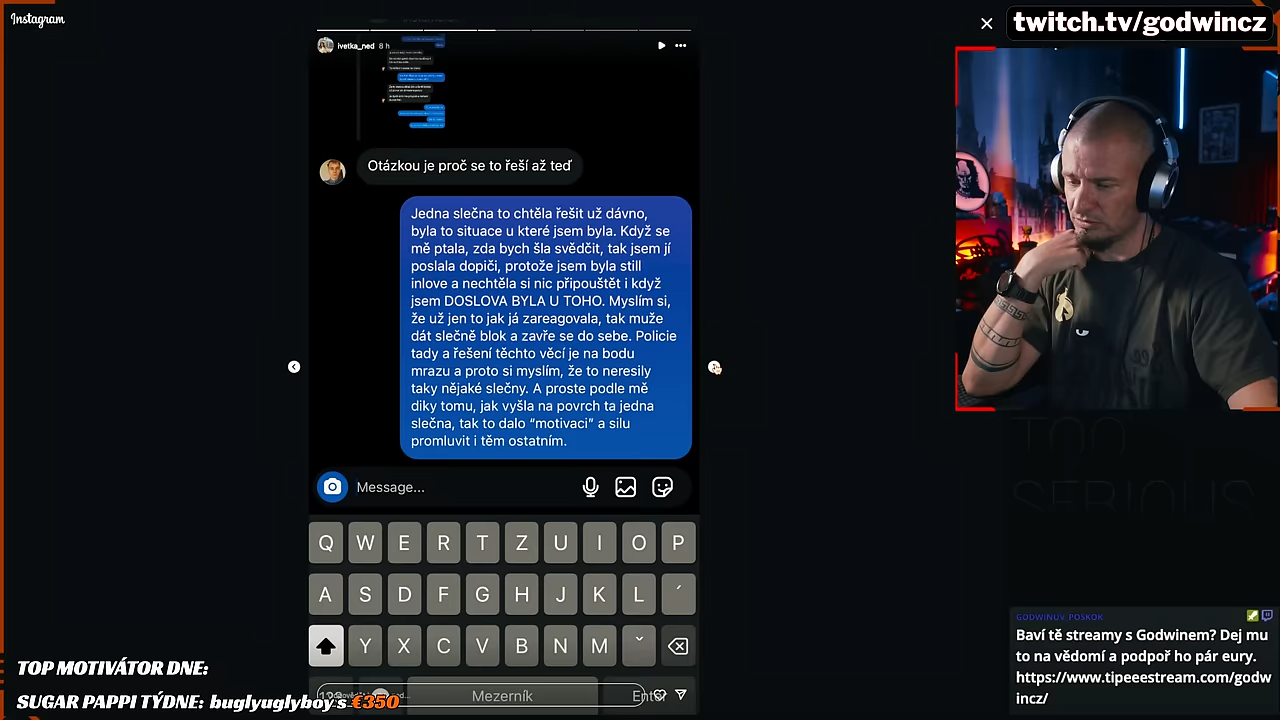 Instagram
twitch.tv/godwincz
ivetka_ned 8 h
Otázkou je proč se to řeší až teď
Jedna slečna to chtěla řešit už dávno,
byla to situace u které jsem byla. Když se
mě ptala, zda bych šla svědčit, tak jsem jí
poslala dopiči, protože jsem byla still
inlove a nechtěla si nic připouštět i když
jsem DOSLOVA BYLA U TOHO. Myslím si,
že už jen to jak já zareagovala, tak muže
dát slečně blok a zavře se do sebe. Policie
tady a řešení těchto věcí je na bodu
mrazu a proto si myslím, že to neresily
taky nějaké slečny. A proste podle mě
diky tomu, jak vyšla na povrch ta jedna
slečna, tak to dalo “motivaci” a silu
promluvit i těm ostatním.
Message...
Q W E R T Z U I O P
A S D F G H J K L ´
Y X C V B N M ˇ
Mezerník
TOO
SERIOUS
GODWINUV_POSKOK
Baví tě streamy s Godwinem? Dej mu
to na vědomí a podpoř ho pár eury.
https://www.tipeeestream.com/godw
incz/
TOP MOTIVÁTOR DNE:
SUGAR PAPPI TÝDNE: buglyuglyboy's €350